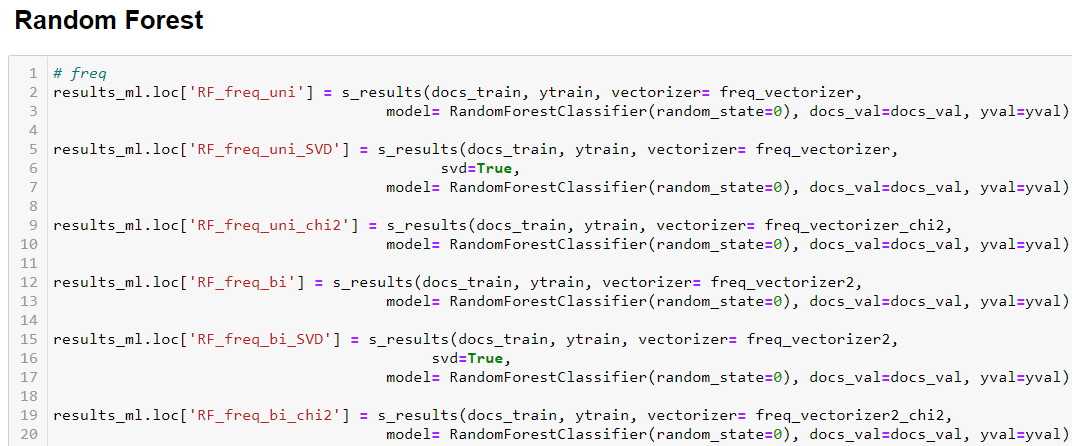 Random Forest
1 # freq
2 results_ml.loc['RF_freq_uni'] = s_results(docs_train, ytrain, vectorizer= freq_vectorizer,
3 model= RandomForestClassifier(random_state=0), docs_val=docs_val, yval=yval)
4
5 results_ml.loc['RF_freq_uni_SVD'] = s_results(docs_train, ytrain, vectorizer= freq_vectorizer,
6 svd=True,
7 model= RandomForestClassifier(random_state=0), docs_val=docs_val, yval=yval)
8
9 results_ml.loc['RF_freq_uni_chi2'] = s_results(docs_train, ytrain, vectorizer= freq_vectorizer_chi2,
10 model= RandomForestClassifier(random_state=0), docs_val=docs_val, yval=yval)
11
12 results_ml.loc['RF_freq_bi'] = s_results(docs_train, ytrain, vectorizer= freq_vectorizer2,
13 model= RandomForestClassifier(random_state=0), docs_val=docs_val, yval=yval)
14
15 results_ml.loc['RF_freq_bi_SVD'] = s_results(docs_train, ytrain, vectorizer= freq_vectorizer2,
16 svd=True,
17 model= RandomForestClassifier(random_state=0), docs_val=docs_val, yval=yval)
18
19 results_ml.loc['RF_freq_bi_chi2'] = s_results(docs_train, ytrain, vectorizer= freq_vectorizer2_chi2,
20 model= RandomForestClassifier(random_state=0), docs_val=docs_val, yval=yval)